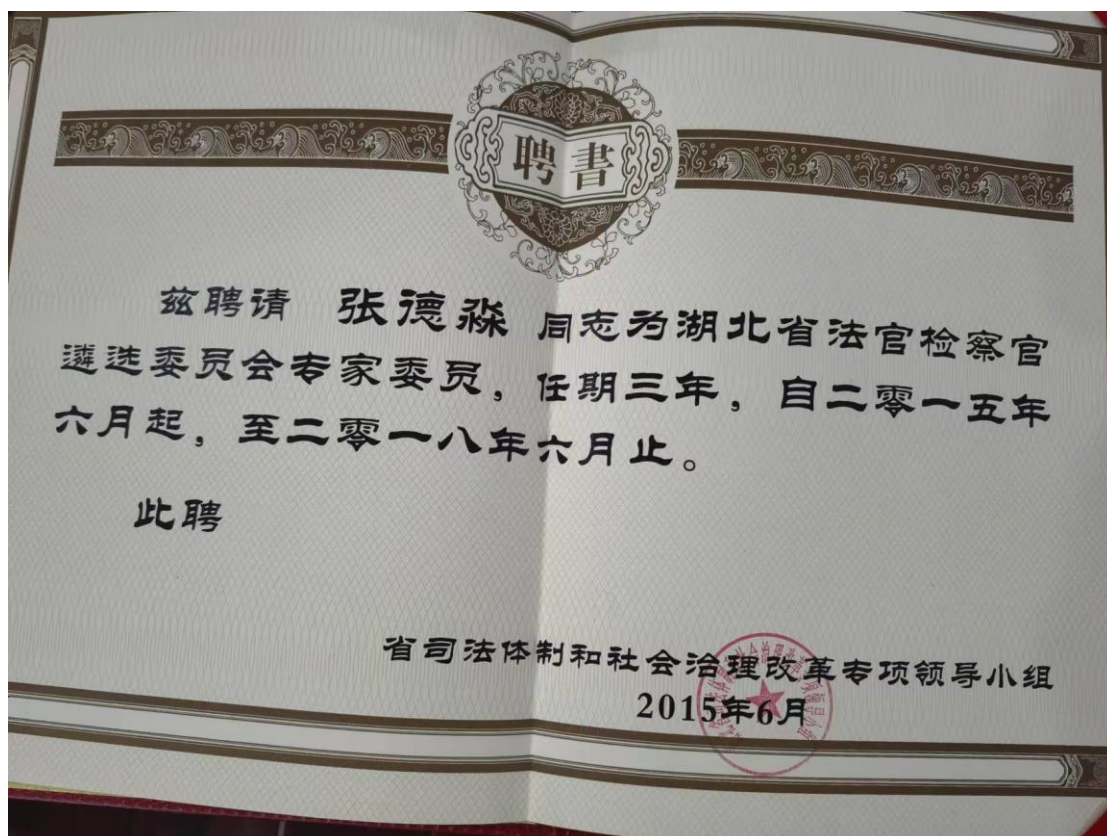 聘書
兹聘请 张德淼 同志为湖北省法官检察官
遴选委员会专家委员，任期三年，自二零一五年
六月起，至二零一八年六月止。
此聘
省司法体制和社会治理改革专项领导小组
2015年6月